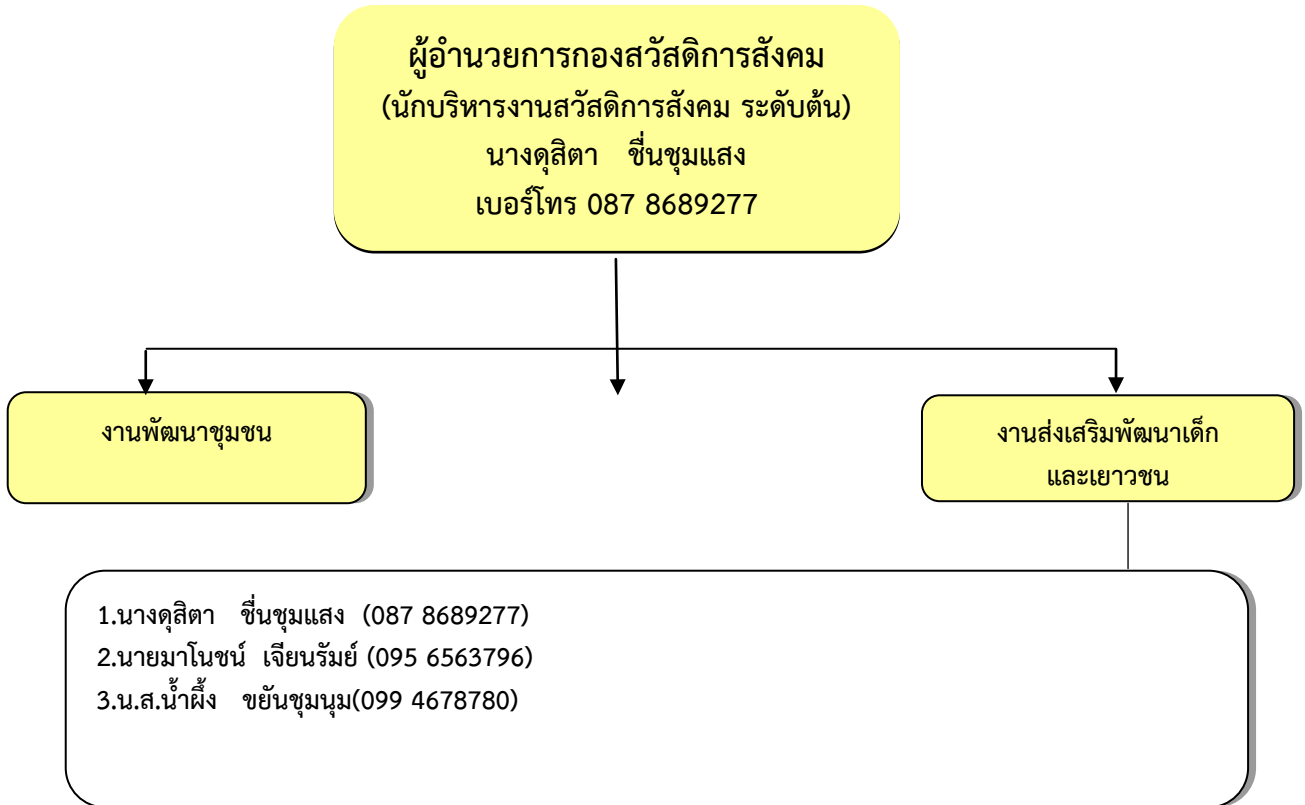 ผู้อำนวยการกองสวัสดิการสังคม
(นักบริหารงานสวัสดิการสังคม ระดับต้น)
นางดุสิตา ชื่นชุมแสง
เบอร์โทร 087 8689277
งานพัฒนาชุมชน
งานส่งเสริมพัฒนาเด็ก
และเยาวชน
1.นางดุสิตา ชื่นชุมแสง (087 8689277)
2.นายมาโนชน์ เจียนรัมย์ (095 6563796)
3.น.ส.น้ำผึ้ง ขยันชุมนุม(099 4678780)